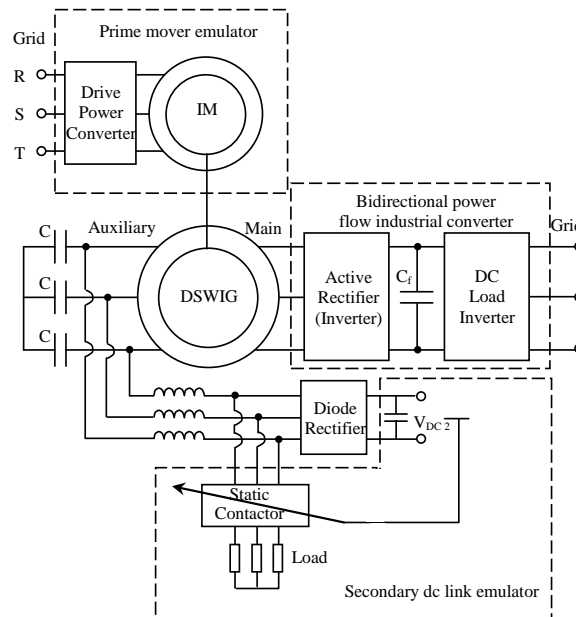 Prime mover emulator
Grid
R
S
T
Drive
Power
Converter
IM
Bidirectional power
flow industrial converter
Grid
C
C
C
Auxiliary
Main
DSWIG
Active
Rectifier
(Inverter)
Cf
DC
Load
Inverter
Diode
Rectifier
VDC 2
Static
Contactor
Load
Secondary dc link emulator